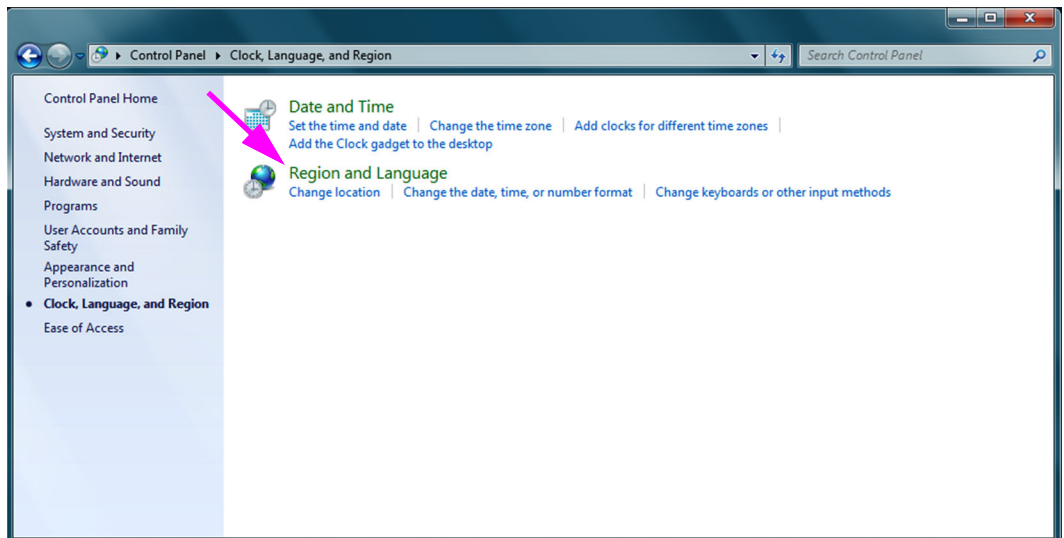 Control Panel ▸ Clock, Language, and Region
Search Control Panel
Control Panel Home
System and Security
Network and Internet
Hardware and Sound
Programs
User Accounts and Family
Safety
Appearance and
Personalization
Clock, Language, and Region
Ease of Access
Date and Time
Set the time and date | Change the time zone | Add clocks for different time zones |
Add the Clock gadget to the desktop
Region and Language
Change location | Change the date, time, or number format | Change keyboards or other input methods